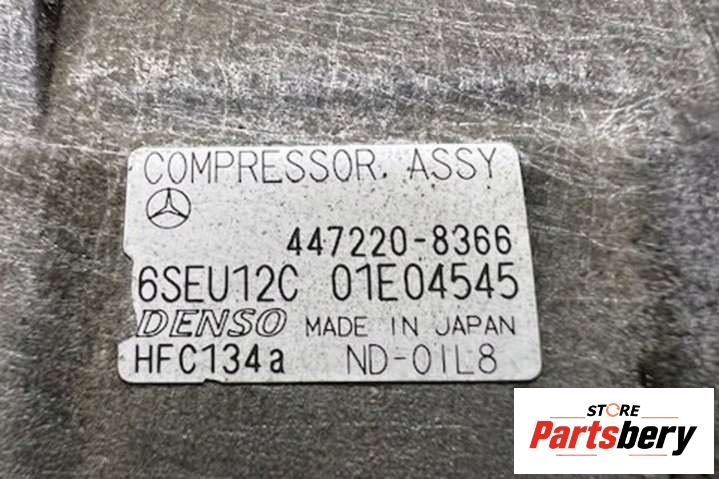 COMPRESSOR, ASSY
447220-8366
6SEU12C 01E04545
DENSO MADE IN JAPAN
HFC134a ND-OIL8
STORE
Partsbery